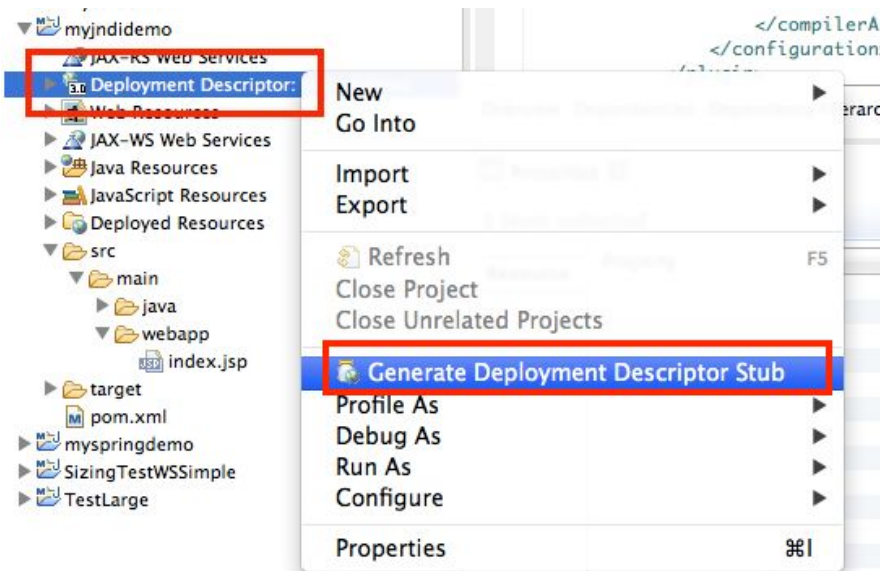 myjndidemo
JAX-RS Web Services
Deployment Descriptor:
Web Resources
JAX-WS Web Services
Java Resources
JavaScript Resources
Deployed Resources
src
main
java
webapp
index.jsp
target
pom.xml
myspringdemo
SizingTestWSSimple
TestLarge
</compilerA
</configuration
New
Go Into
Import
Export
Refresh F5
Close Project
Close Unrelated Projects
Generate Deployment Descriptor Stub
Profile As
Debug As
Run As
Configure
Properties ⌘I